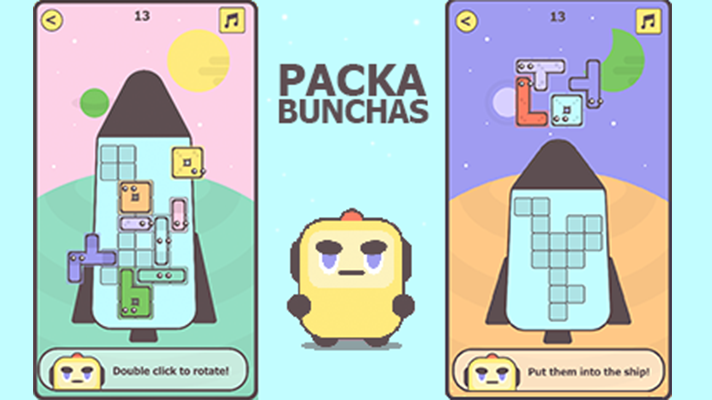 13
PACKA
BUNCHAS
Double click to rotate!
13
Put them into the ship!